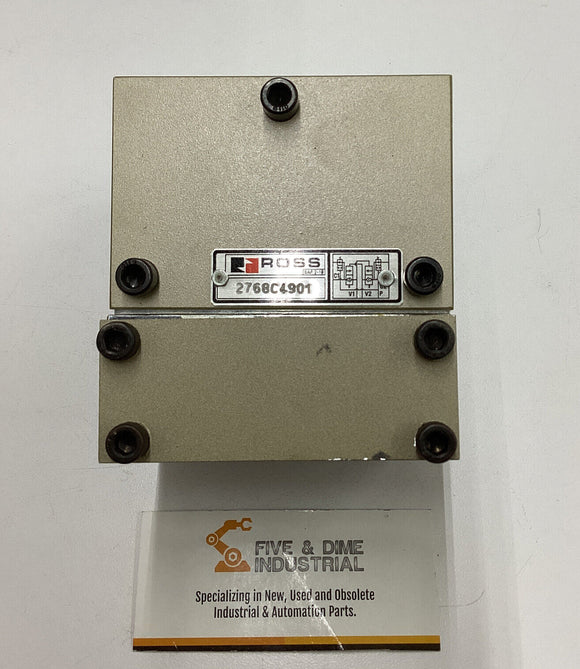 ROSS
2768C4901
V1 V2 P
FIVE & DIME
INDUSTRIAL
Specializing in New, Used and Obsolete
Industrial & Automation Parts.